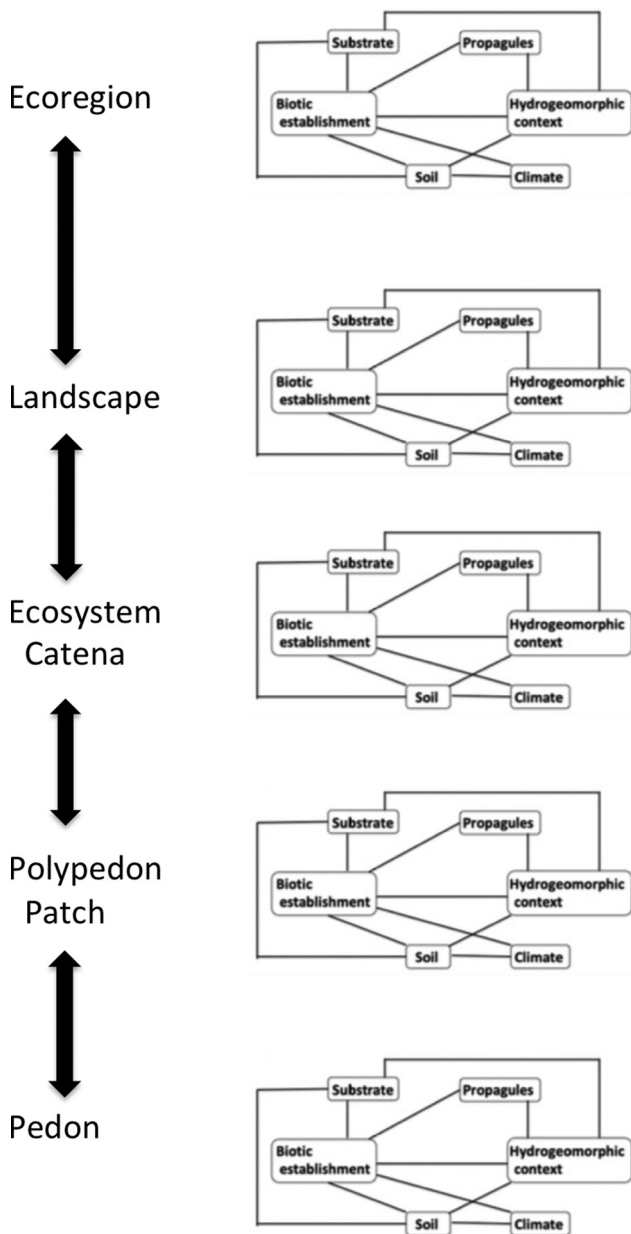 Ecoregion
Substrate
Propagules
Biotic
establishment
Hydrogeomorphic
context
Soil
Climate
Landscape
Substrate
Propagules
Biotic
establishment
Hydrogeomorphic
context
Soil
Climate
Ecosystem
Catena
Substrate
Propagules
Biotic
establishment
Hydrogeomorphic
context
Soil
Climate
Polypedon
Patch
Substrate
Propagules
Biotic
establishment
Hydrogeomorphic
context
Soil
Climate
Pedon
Substrate
Propagules
Biotic
establishment
Hydrogeomorphic
context
Soil
Climate